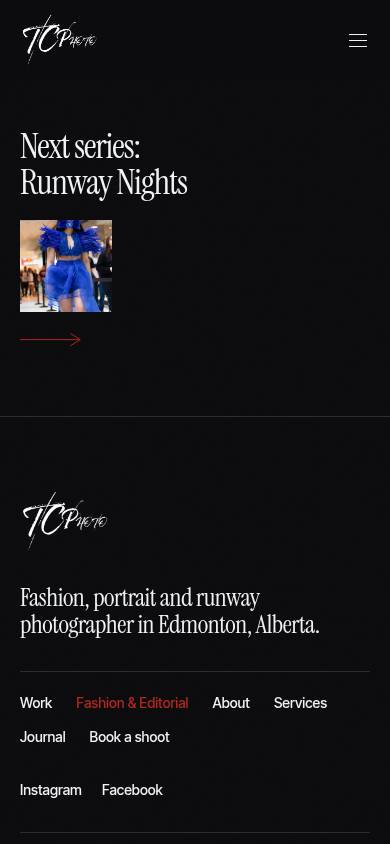 TCPHOTO
Next series:
Runway Nights
TCPHOTO
Fashion, portrait and runway
photographer in Edmonton, Alberta.
Work Fashion & Editorial About Services
Journal Book a shoot
Instagram Facebook